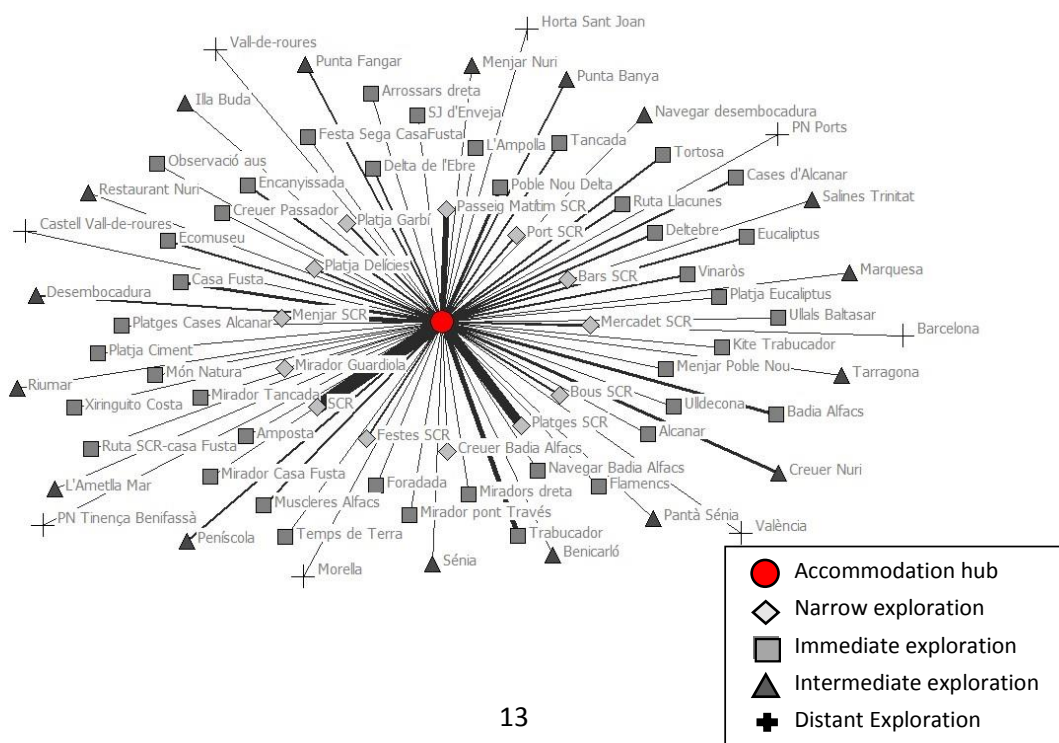 Horta Sant Joan
Vall-de-roures
Punta Fangar
Menjar Nuri
Punta Banya
Arrossars dreta
Illa Buda
SJ d'Enveja
Navegar desembocadura
Festa Sega CasaFusta
L'Ampolla
Tancada
PN Ports
Observació aus
Delta de l'Ebre
Tortosa
Restaurant Nuri
Encanyissada
Poble Nou Delta
Cases d'Alcanar
Creuer Passador
Platja Garbí
Passeig Matítim SCR
Ruta Llacunes
Salines Trinitat
Castell Val-de-roures
Ecomuseu
Port SCR
Deltebre
Eucaliptus
Platja Delícies
Casa Fusta
Bars SCR
Vinaròs
Marquesa
Desembocadura
Platja Eucaliptus
Menjar SCR
Platges Cases Alcanar
Mercadet SCR
Ullals Baltasar
Barcelona
Platja Ciment
Kite Trabucador
Mirador Guardiola
Món Natura
Menjar Poble Nou
Tarragona
Riumar
Mirador Tancada
Bous SCR
Xiringuito Costa
SCR
Ulldecona
Badia Alfacs
Platges SCR
Ruta SCR-casa Fusta
Amposta
Festes SCR
Alcanar
Creuer Badia Alfacs
Mirador Casa Fusta
Navegar Badia Alfacs
Creuer Nuri
L'Ametlla Mar
Foradada
Miradors dreta
Flamencs
Muscleres Alfacs
Mirador pont Través
Pantà Sénia
PN Tinença Benifassà
Temps de Terra
Trabucador
València
Peníscola
Benicarló
Morella
Sénia
Accommodation hub
Narrow exploration
Immediate exploration
Intermediate exploration
Distant Exploration
13